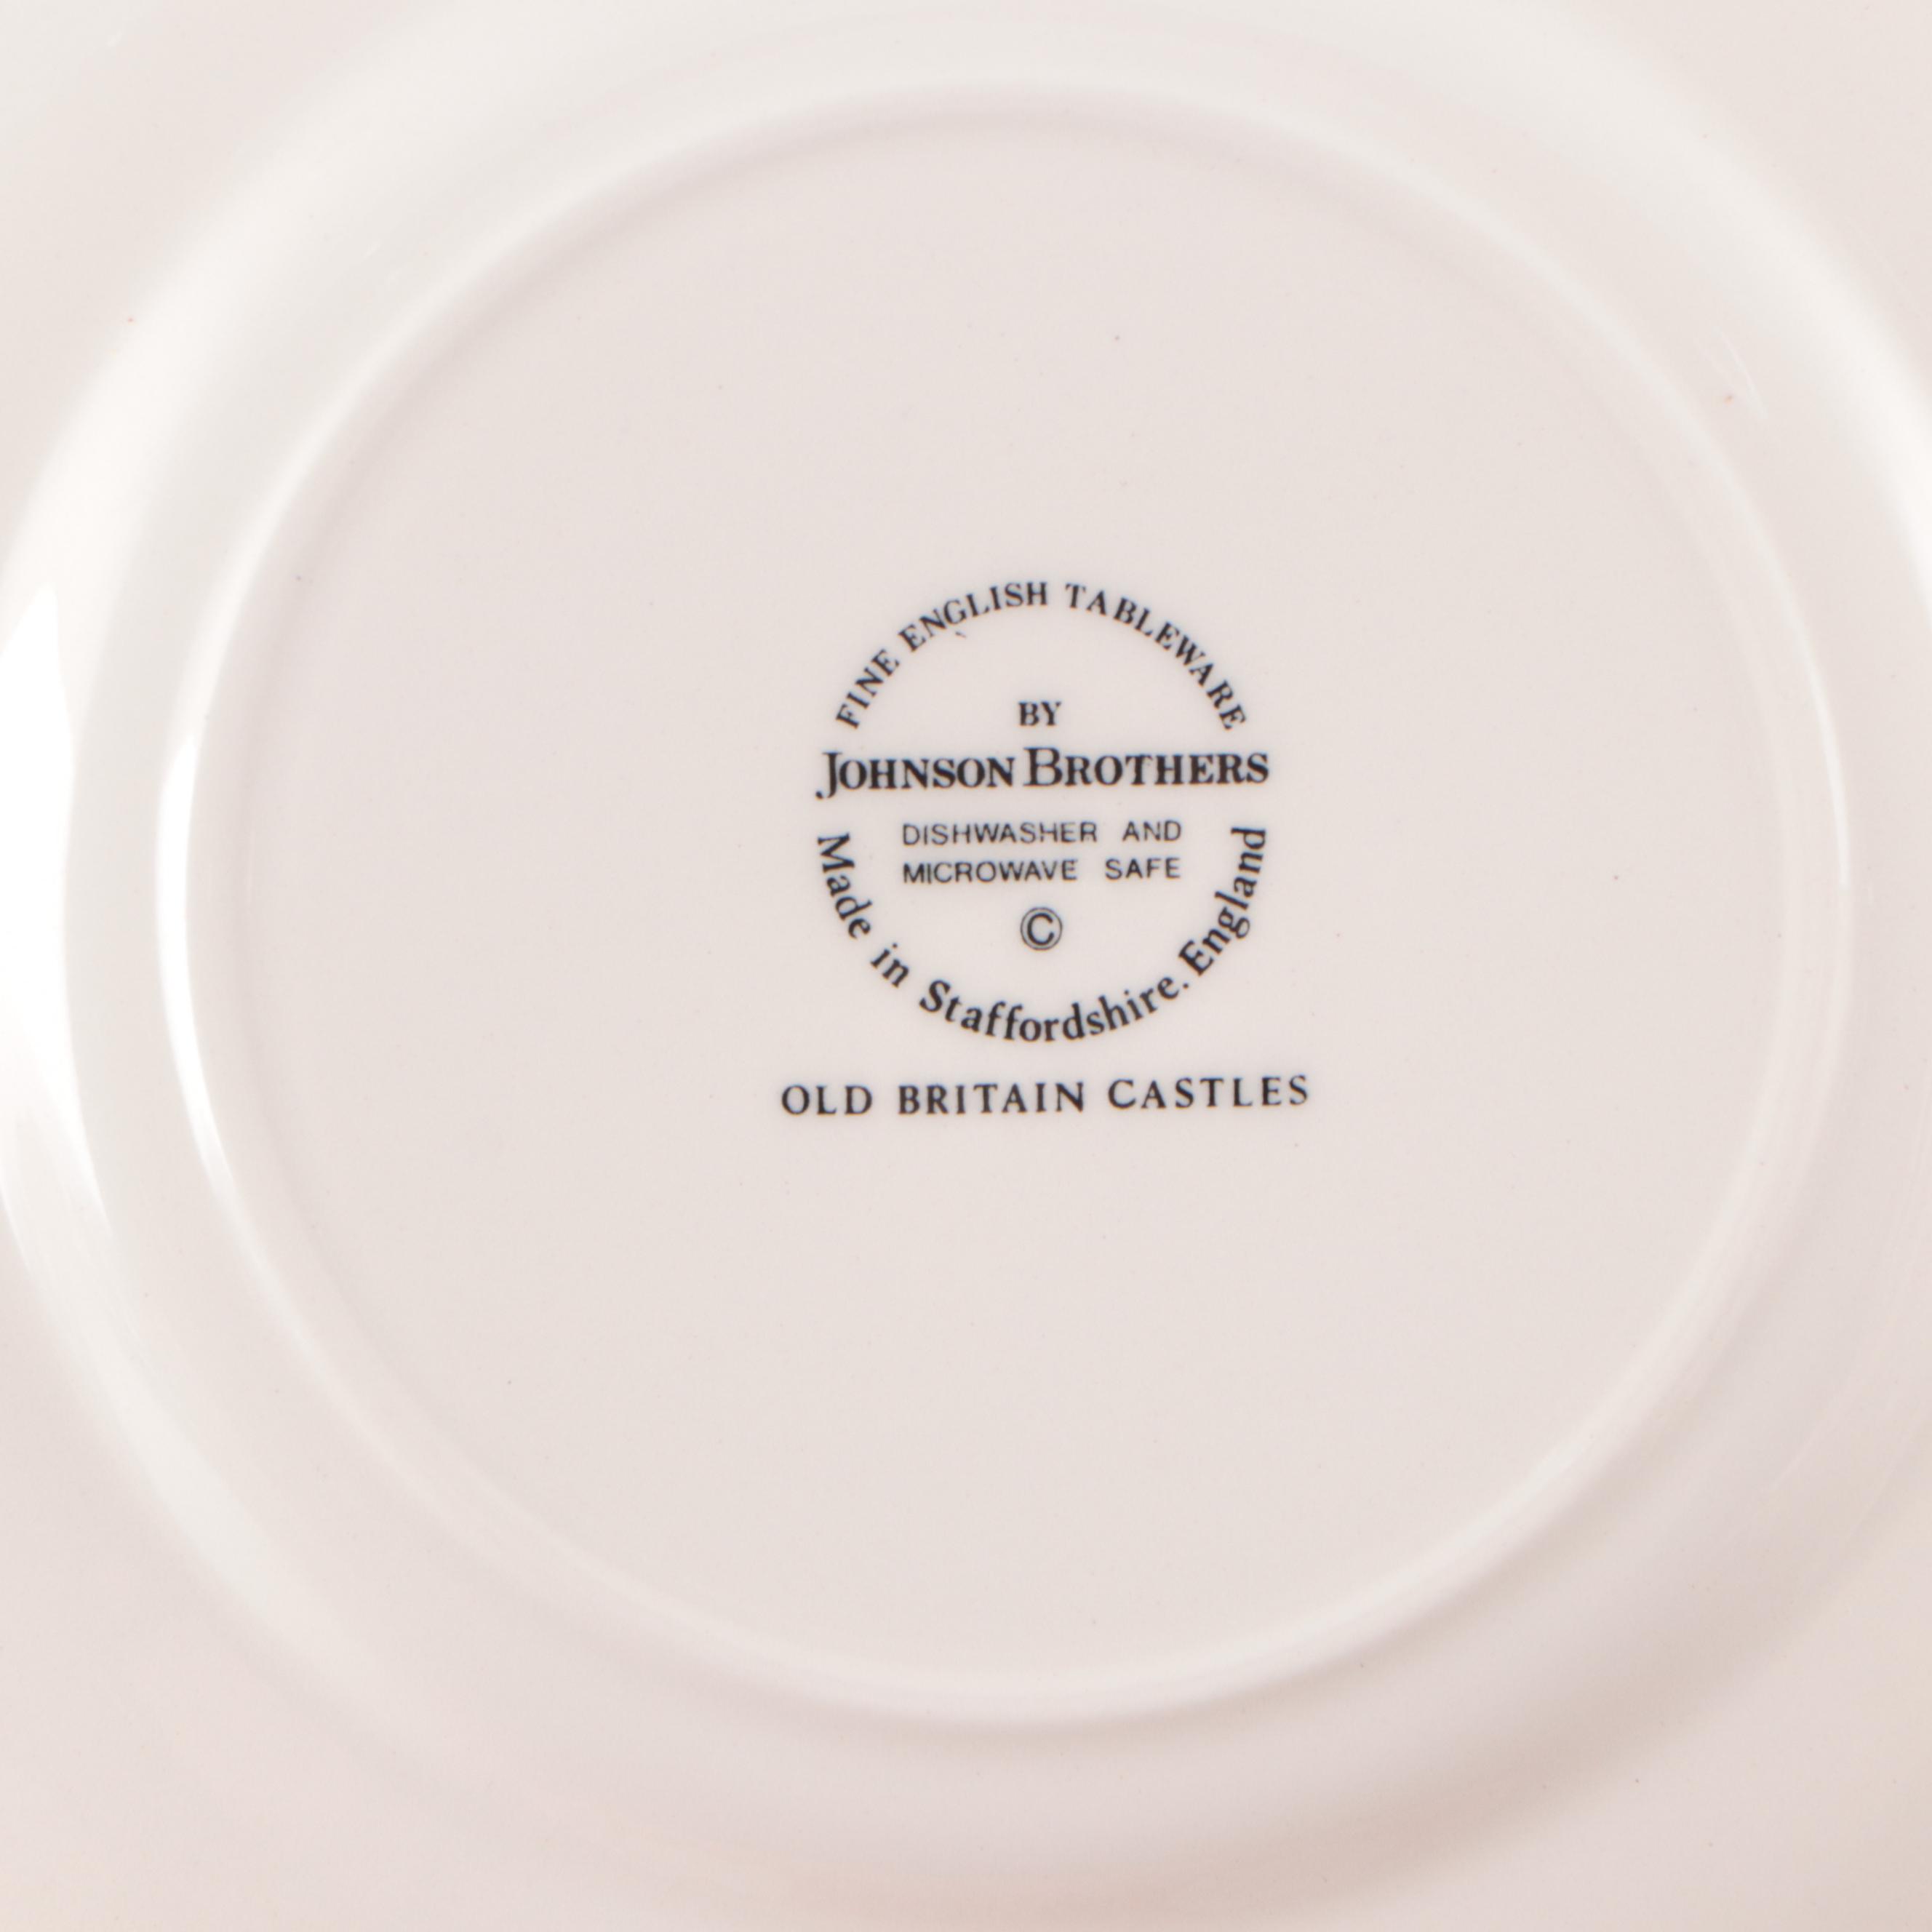 FINE ENGLISH TABLEWARE
BY
JOHNSON BROTHERS
DISHWASHER AND
MICROWAVE SAFE
©
Made in Staffordshire. England
OLD BRITAIN CASTLES